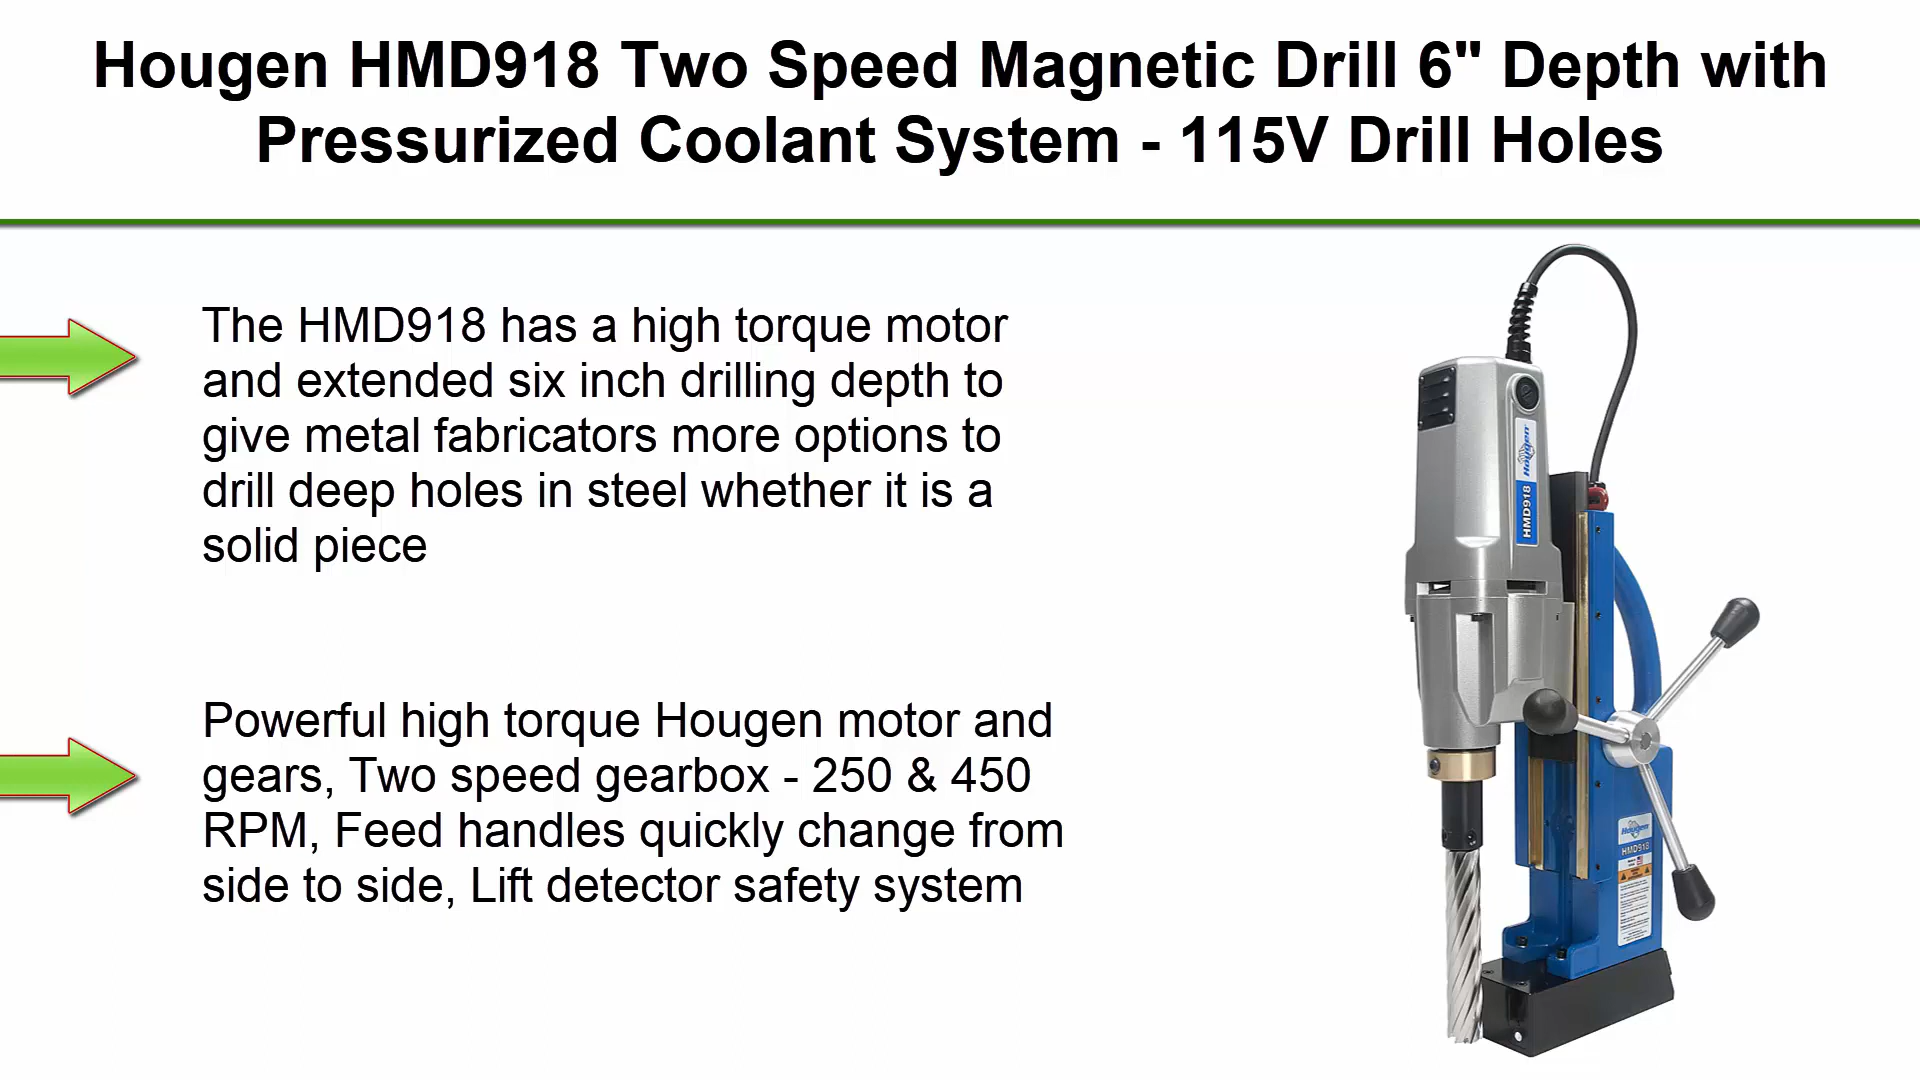 Hougen HMD918 Two Speed Magnetic Drill 6" Depth with
Pressurized Coolant System - 115V Drill Holes
The HMD918 has a high torque motor
and extended six inch drilling depth to
give metal fabricators more options to
drill deep holes in steel whether it is a
solid piece
Powerful high torque Hougen motor and
gears, Two speed gearbox - 250 & 450
RPM, Feed handles quickly change from
side to side, Lift detector safety system
Hougen
HMD918
Hougen
HMD918